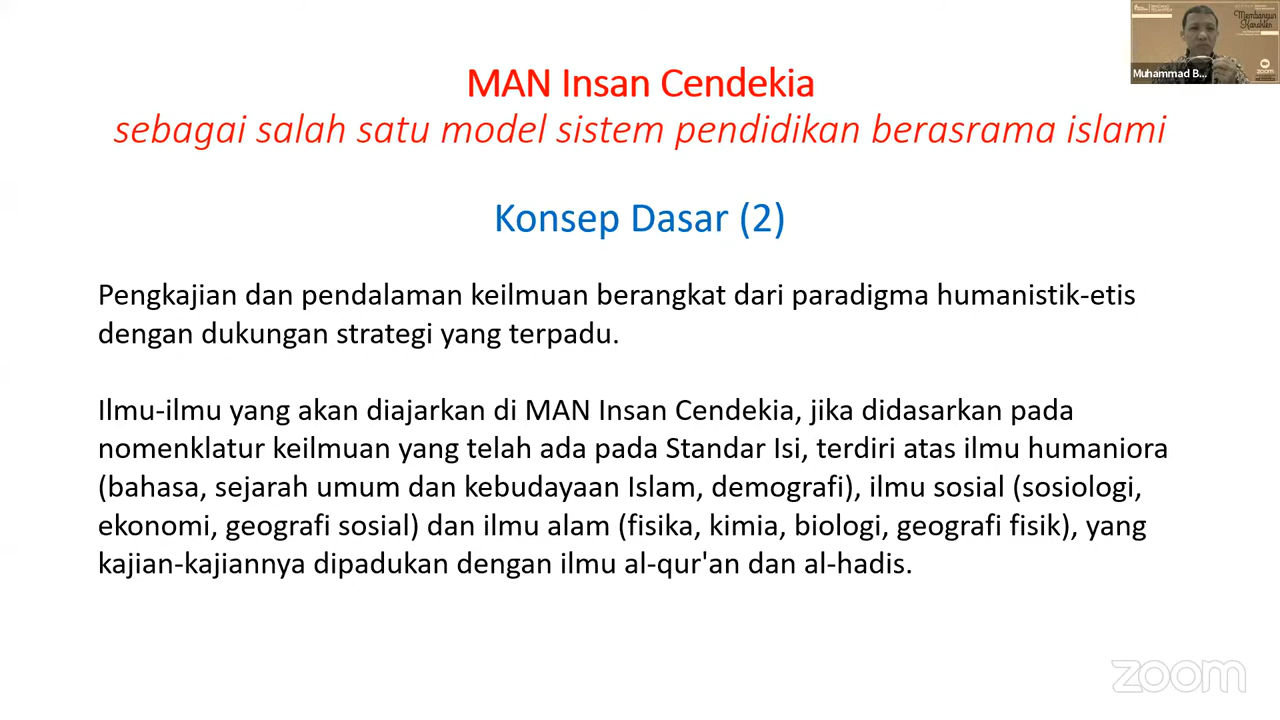 MAN Insan Cendekia
sebagai salah satu model sistem pendidikan berasrama islami
Konsep Dasar (2)
Pengkajian dan pendalaman keilmuan berangkat dari paradigma humanistik-etis
dengan dukungan strategi yang terpadu.
Ilmu-ilmu yang akan diajarkan di MAN Insan Cendekia, jika didasarkan pada
nomenklatur keilmuan yang telah ada pada Standar Isi, terdiri atas ilmu humaniora
(bahasa, sejarah umum dan kebudayaan Islam, demografi), ilmu sosial (sosiologi,
ekonomi, geografi sosial) dan ilmu alam (fisika, kimia, biologi, geografi fisik), yang
kajian-kajiannya dipadukan dengan ilmu al-qur'an dan al-hadis.
Membangun
Karakter
zoom
Muhammad B...
zoom